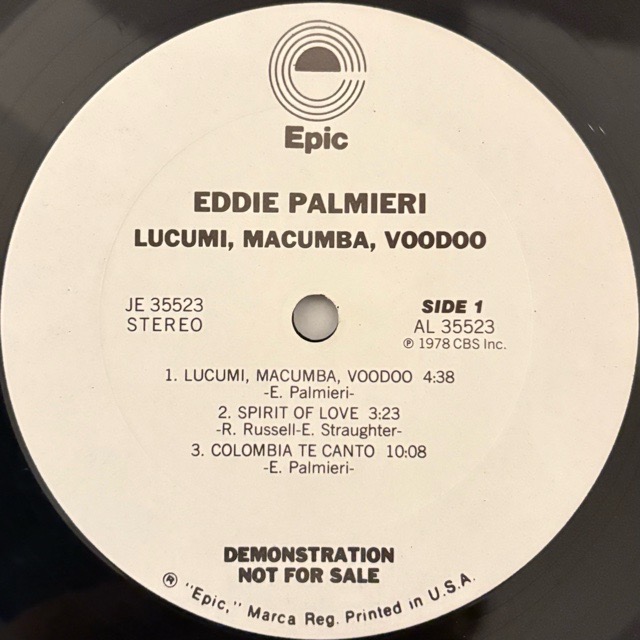 Epic
EDDIE PALMIERI
LUCUMI, MACUMBA, VOODOO
JE 35523
STEREO
SIDE 1
AL 35523
℗ 1978 CBS Inc.
1. LUCUMI, MACUMBA, VOODOO 4:38
-E. Palmieri-
2. SPIRIT OF LOVE 3:23
-R. Russell-E. Straughter-
3. COLOMBIA TE CANTO 10:08
-E. Palmieri-
DEMONSTRATION
NOT FOR SALE
® "Epic," Marca Reg. Printed in U.S.A.